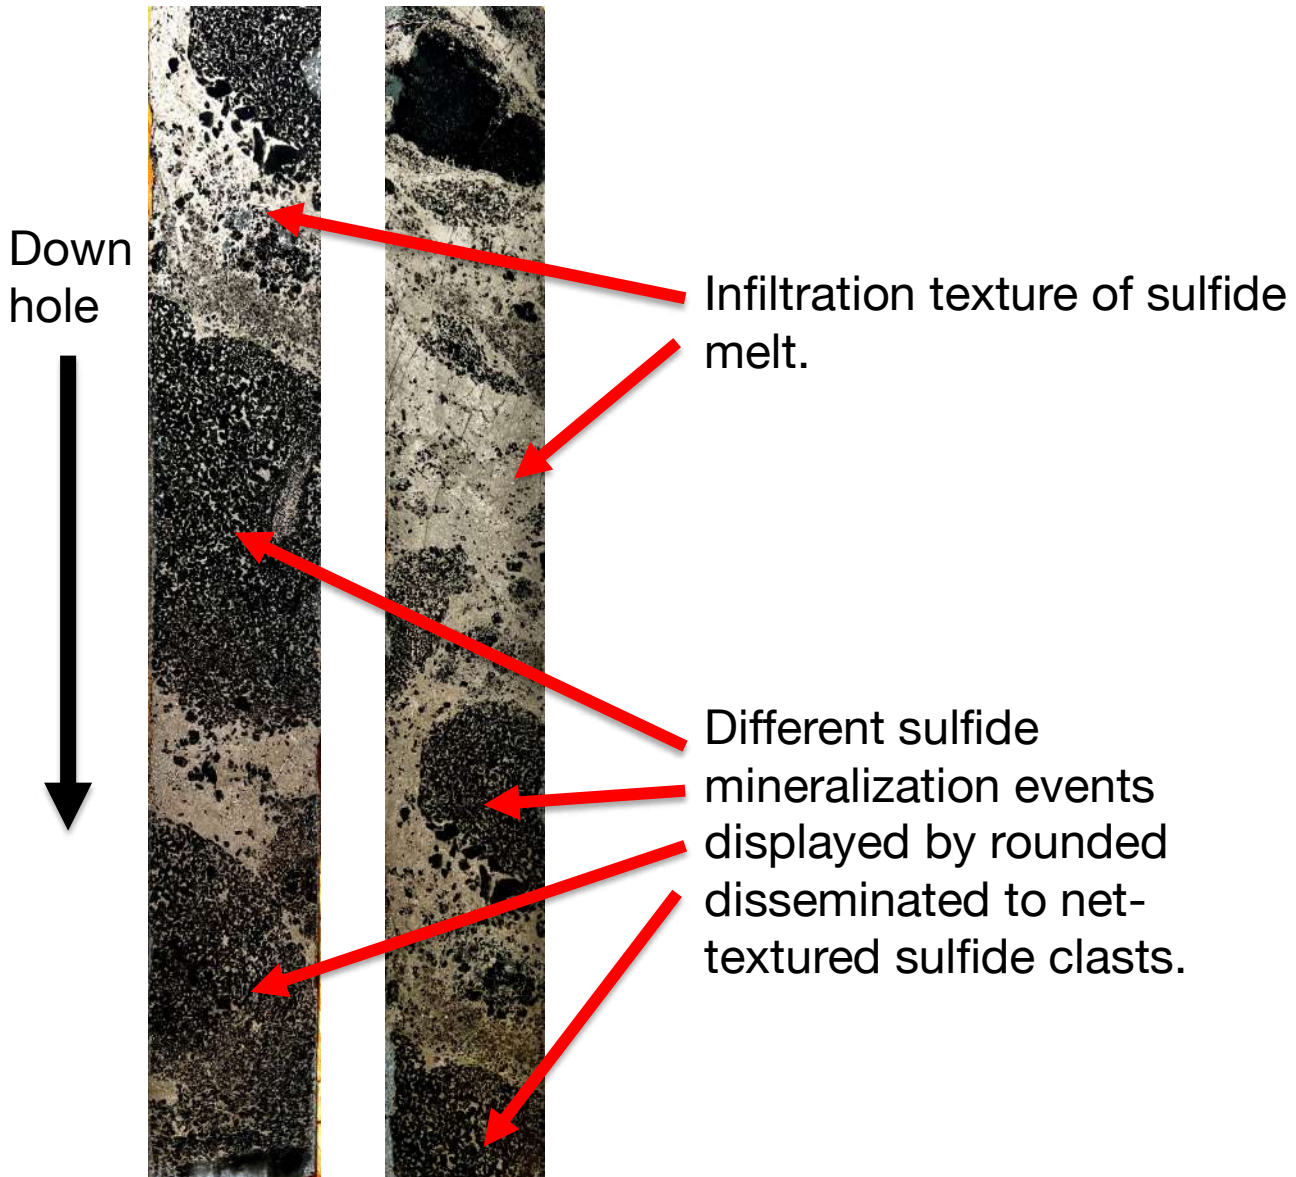 Down
hole
Infiltration texture of sulfide
melt.
Different sulfide
mineralization events
displayed by rounded
disseminated to net-
textured sulfide clasts.